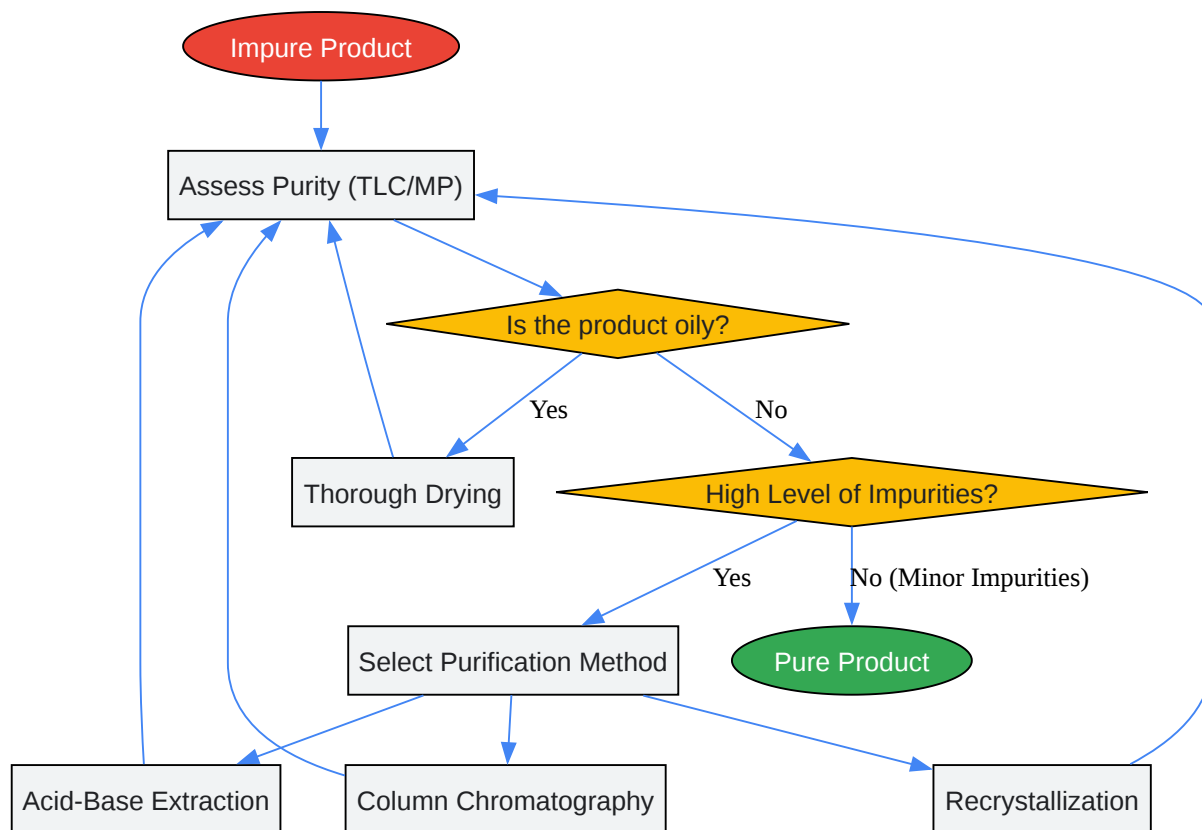 Impure Product
Assess Purity (TLC/MP)
Is the product oily?
Yes
No
Thorough Drying
High Level of Impurities?
Yes
No (Minor Impurities)
Select Purification Method
Pure Product
Acid-Base Extraction
Column Chromatography
Recrystallization